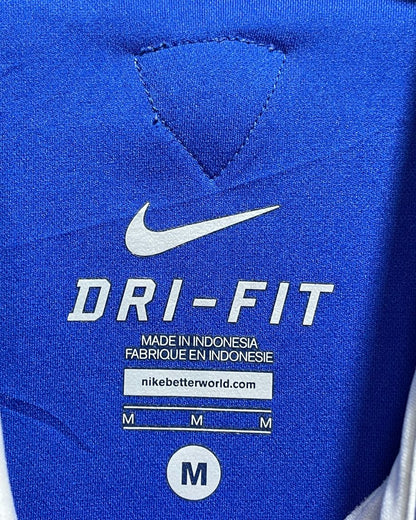 DRI-FIT
MADE IN INDONESIA
FABRIQUE EN INDONESIE
nikebetterworld.com
M M M
M